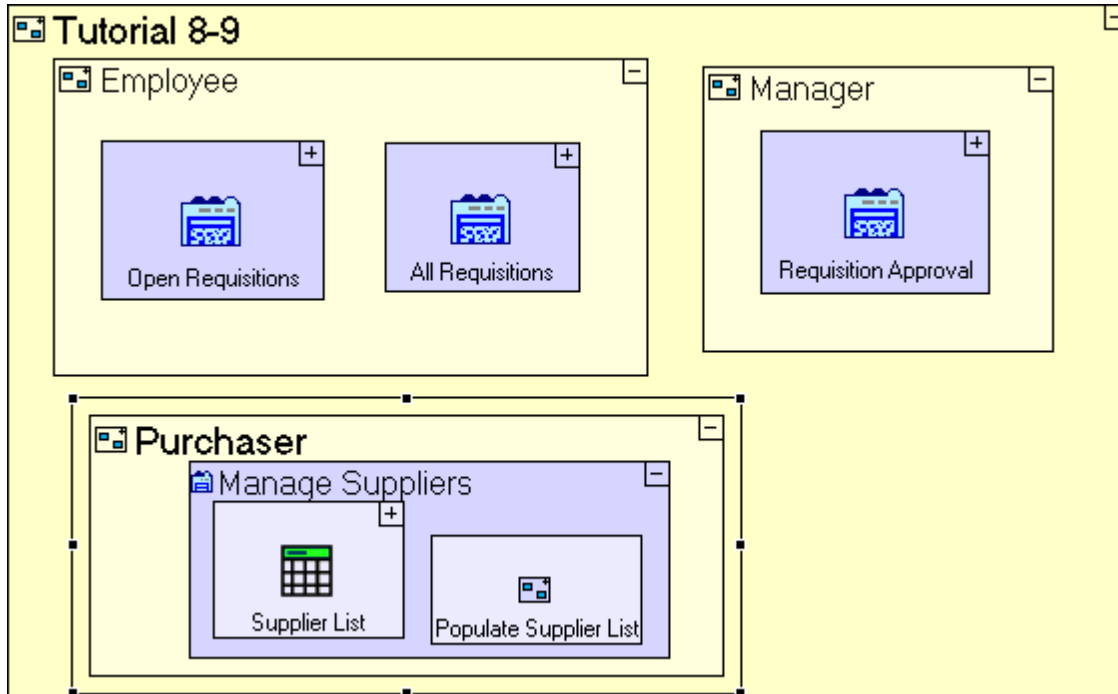 Tutorial 8-9
Employee
Manager
Open Requisitions
All Requisitions
Requisition Approval
Purchaser
Manage Suppliers
Supplier List
Populate Supplier List